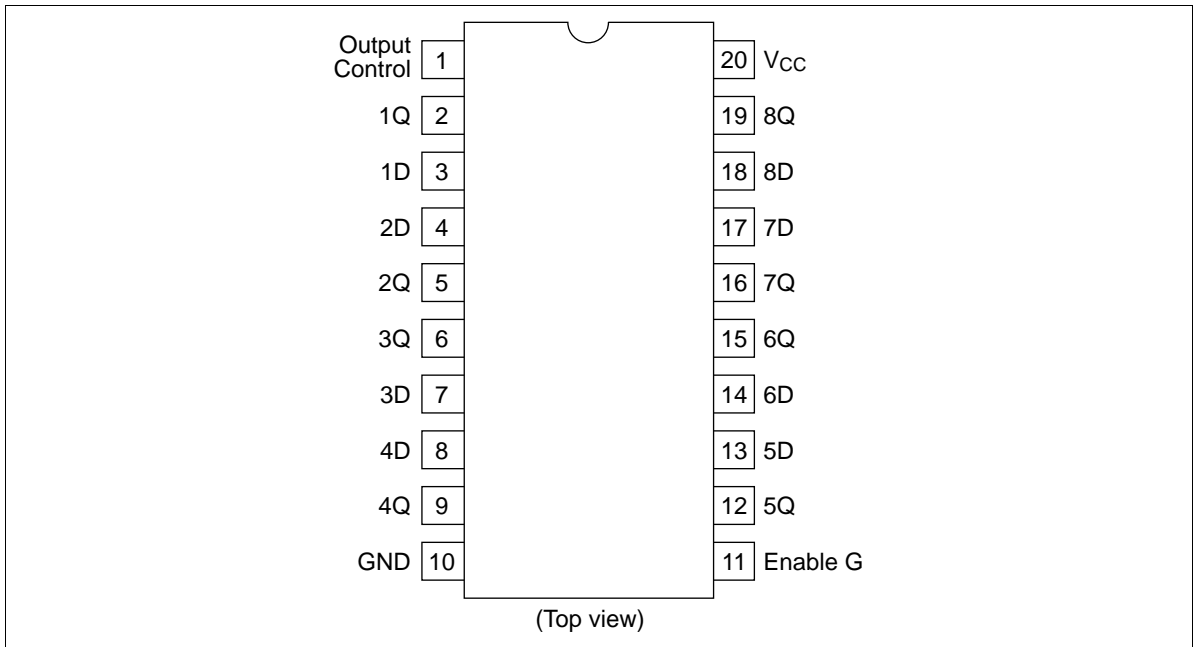 Output
Control 1
1Q 2
1D 3
2D 4
2Q 5
3Q 6
3D 7
4D 8
4Q 9
GND 10
20 VCC
19 8Q
18 8D
17 7D
16 7Q
15 6Q
14 6D
13 5D
12 5Q
11 Enable G
(Top view)